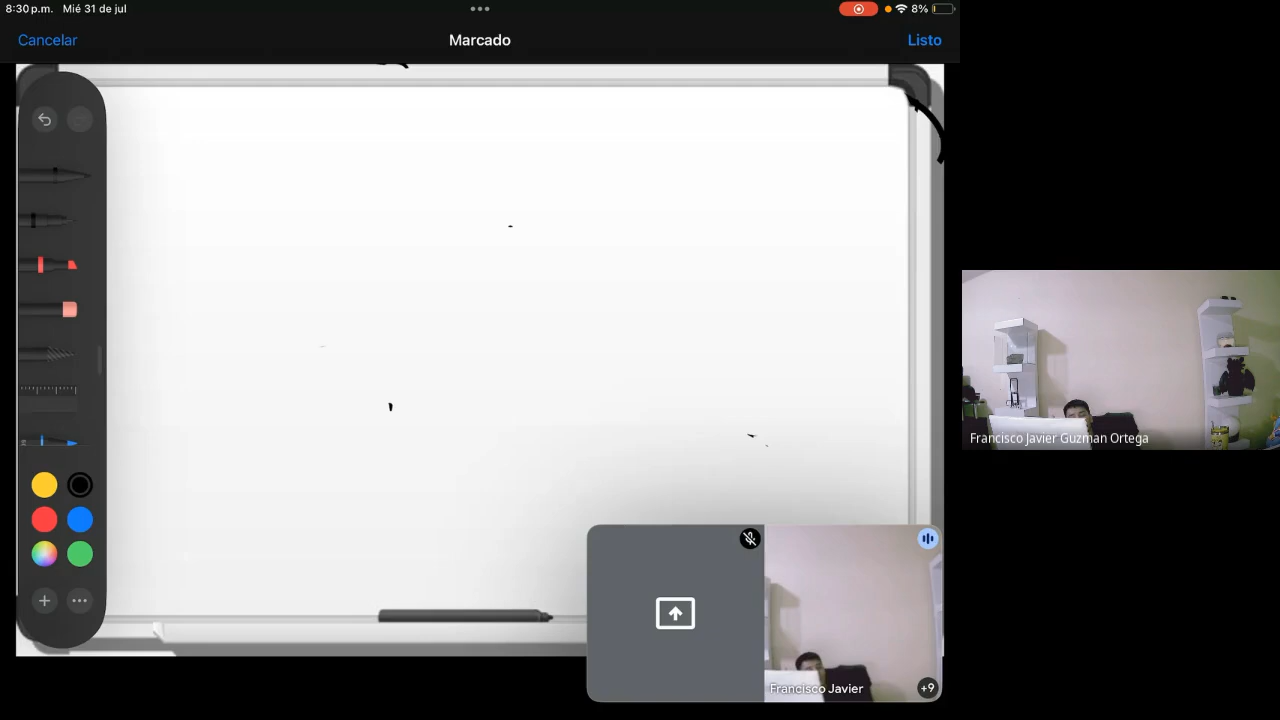 8:30 p.m. Mié 31 de jul
8%
Cancelar
Marcado
Listo
Francisco Javier Guzman Ortega
Francisco Javier
+9